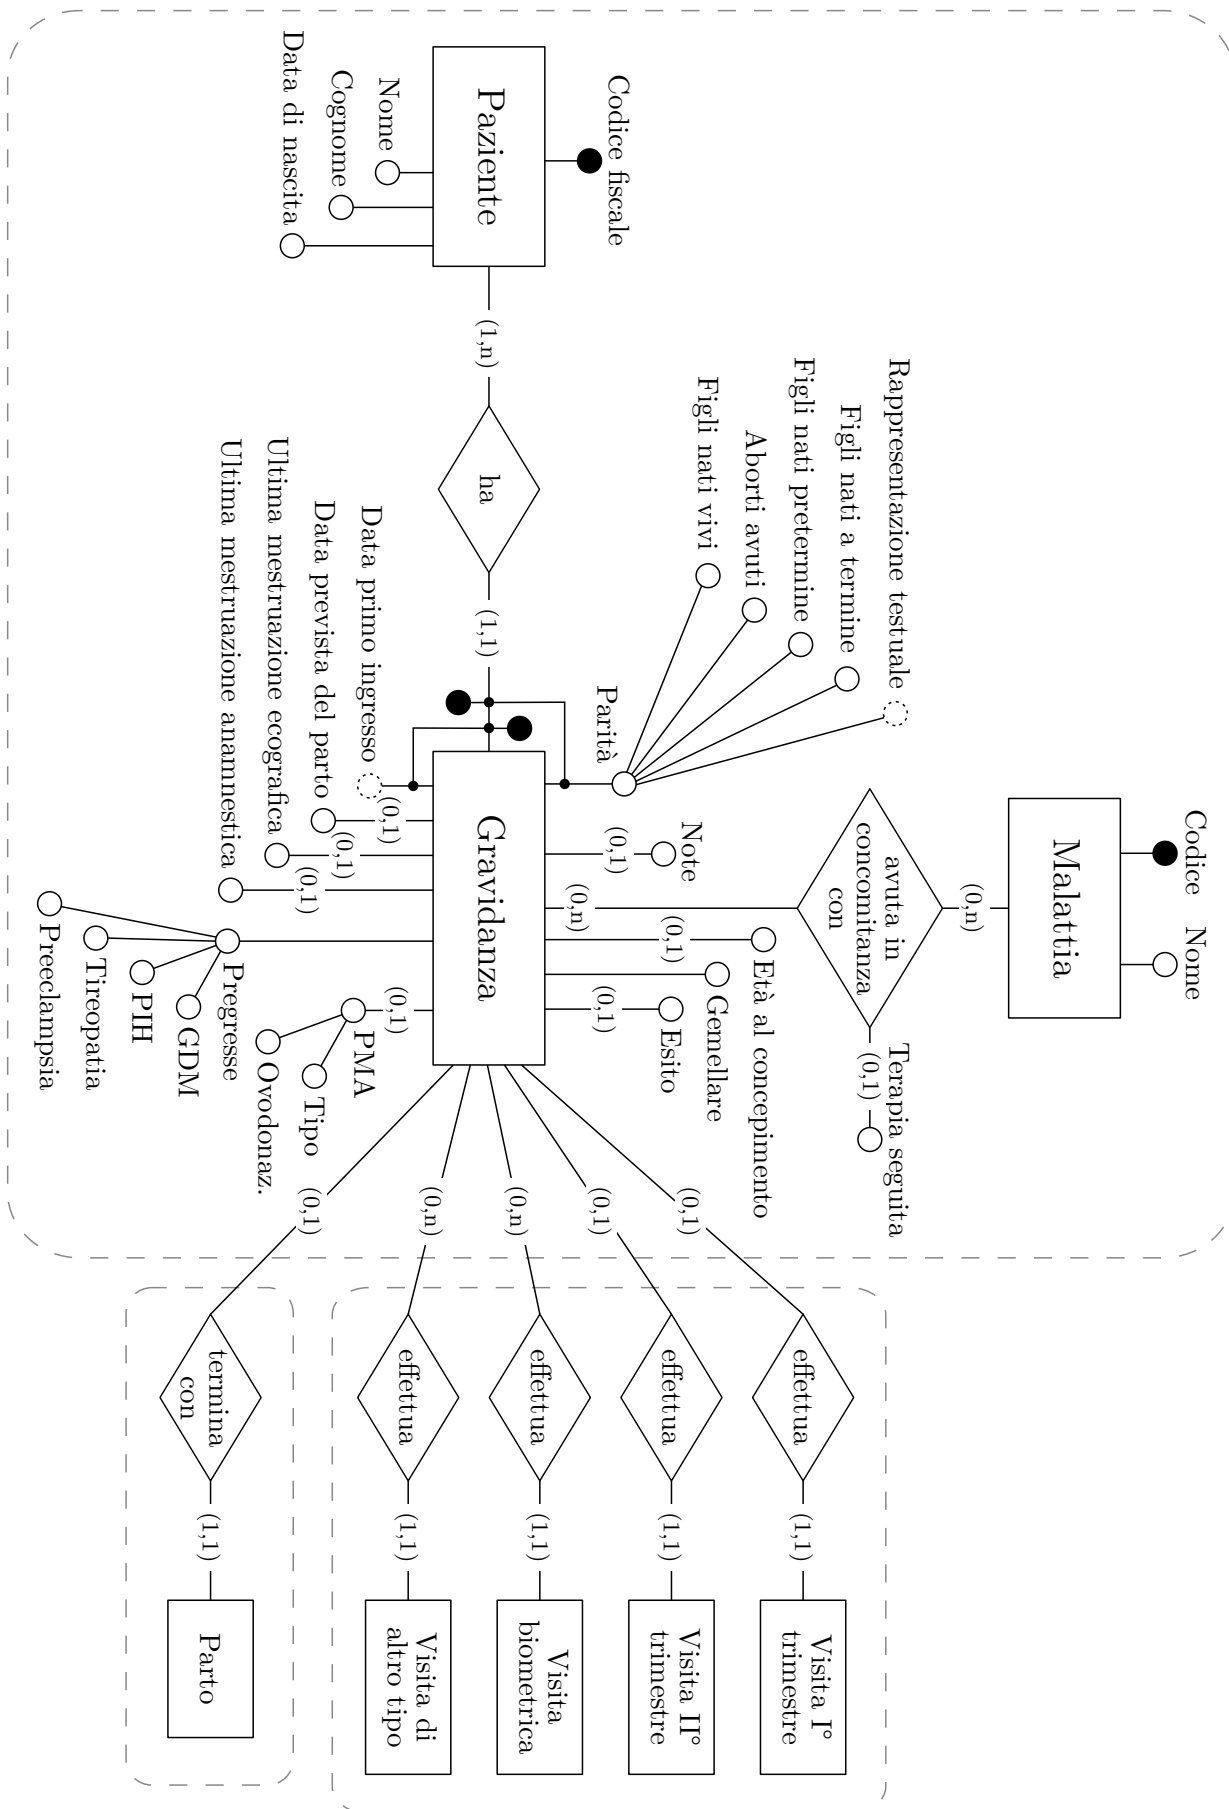 Codice
Nome
Malattia
(0,n)
avuta in
concomitanza
con
Terapia seguita
(0,1)
Rappresentazione testuale
Figli nati a termine
Figli nati pretermine
Aborti avuti
Figli nati vivi
Parità
Note
(0,1)
(0,n)
Età al concepimento
(0,1)
Gemellare
Esito
(0,1)
Codice fiscale
Paziente
Nome
Cognome
Data di nascita
(1,n)
ha
(1,1)
Gravidanza
Data primo ingresso
Data prevista del parto
(0,1)
Ultima mestruazione ecografica
(0,1)
Ultima mestruazione anamnestica
(0,1)
PMA
(0,1)
Tipo
Ovodonaz.
Pregresse
GDM
PIH
Tireopatia
Preeclampsia
(0,1)
effettua
(1,1)
Visita I°
trimestre
(0,1)
effettua
(1,1)
Visita II°
trimestre
(0,n)
effettua
(1,1)
Visita
biometrica
(0,n)
effettua
(1,1)
Visita di
altro tipo
(0,1)
termina
con
(1,1)
Parto